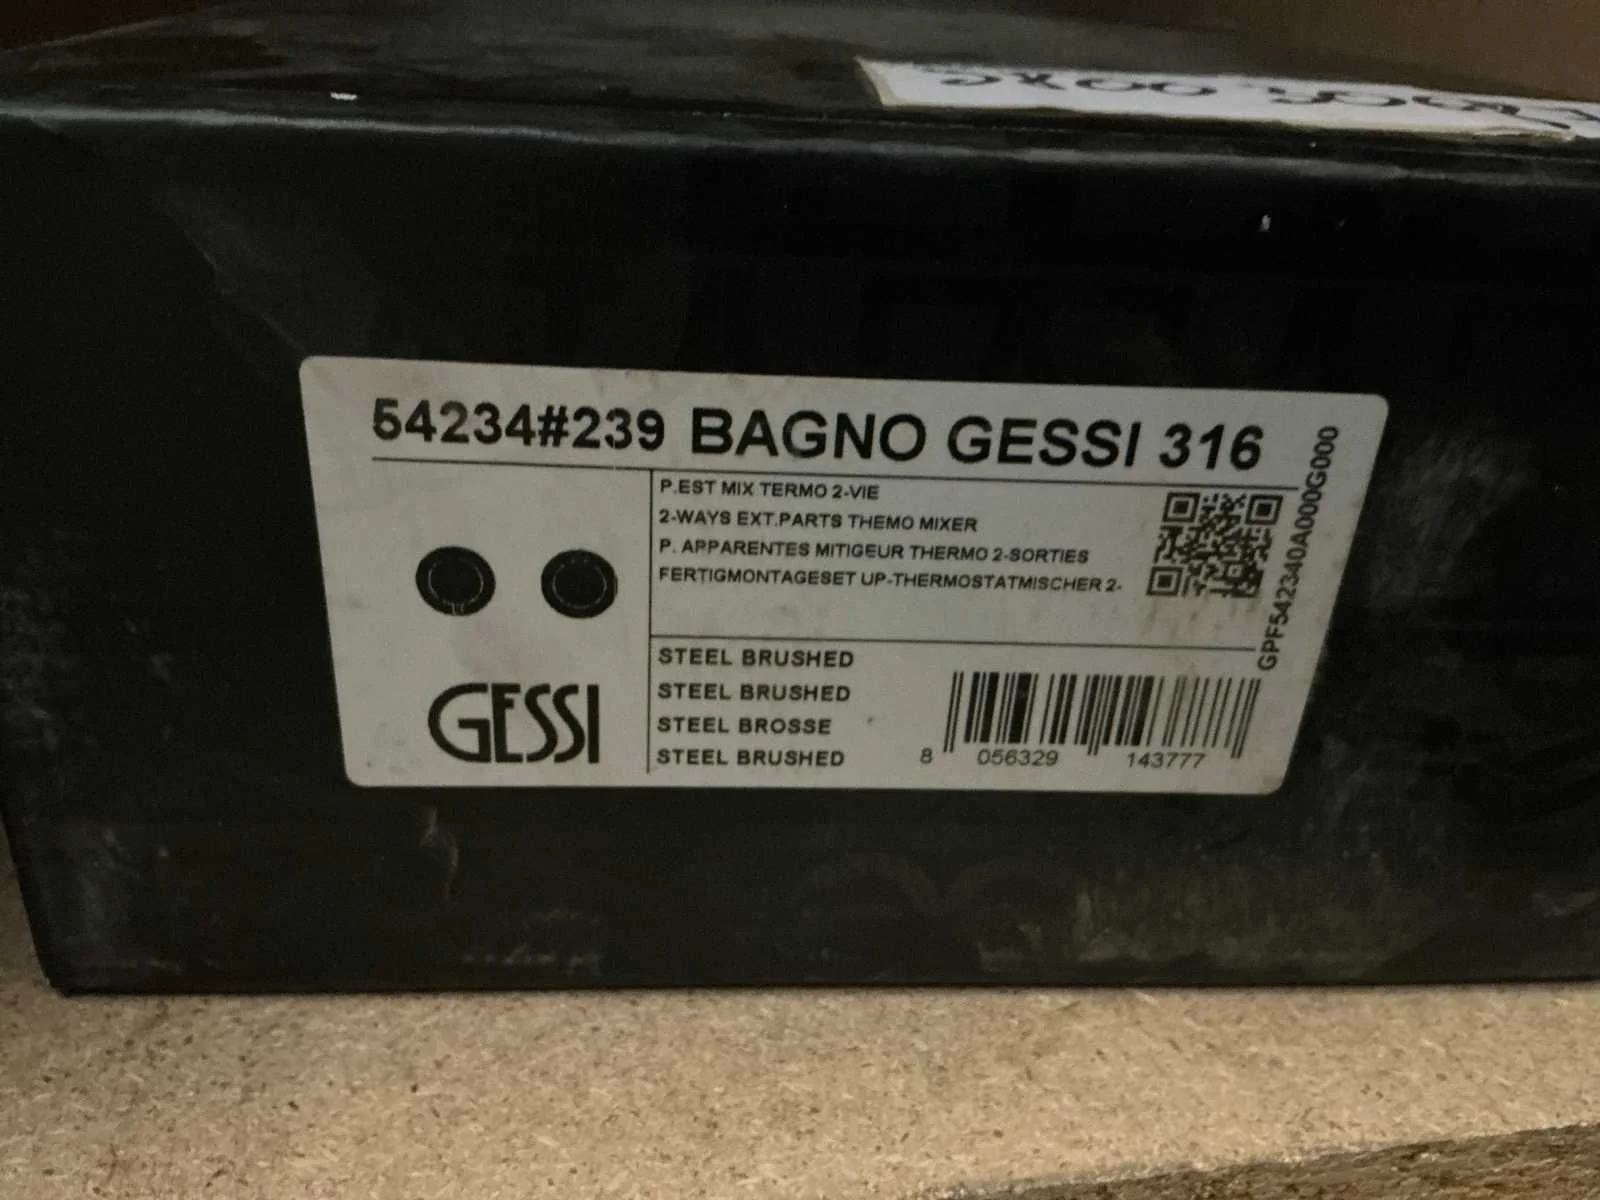 54234#239 BAGNO GESSI 316
P.EST MIX TERMO 2-VIE
2-WAYS EXT.PARTS THEMO MIXER
P. APPARENTES MITIGEUR THERMO 2-SORTIES
FERTIGMONTAGESET UP-THERMOSTATMISCHER 2-
GPF542340A000G000
STEEL BRUSHED
STEEL BRUSHED
STEEL BROSSE
STEEL BRUSHED
GESSI
8 056329 143777